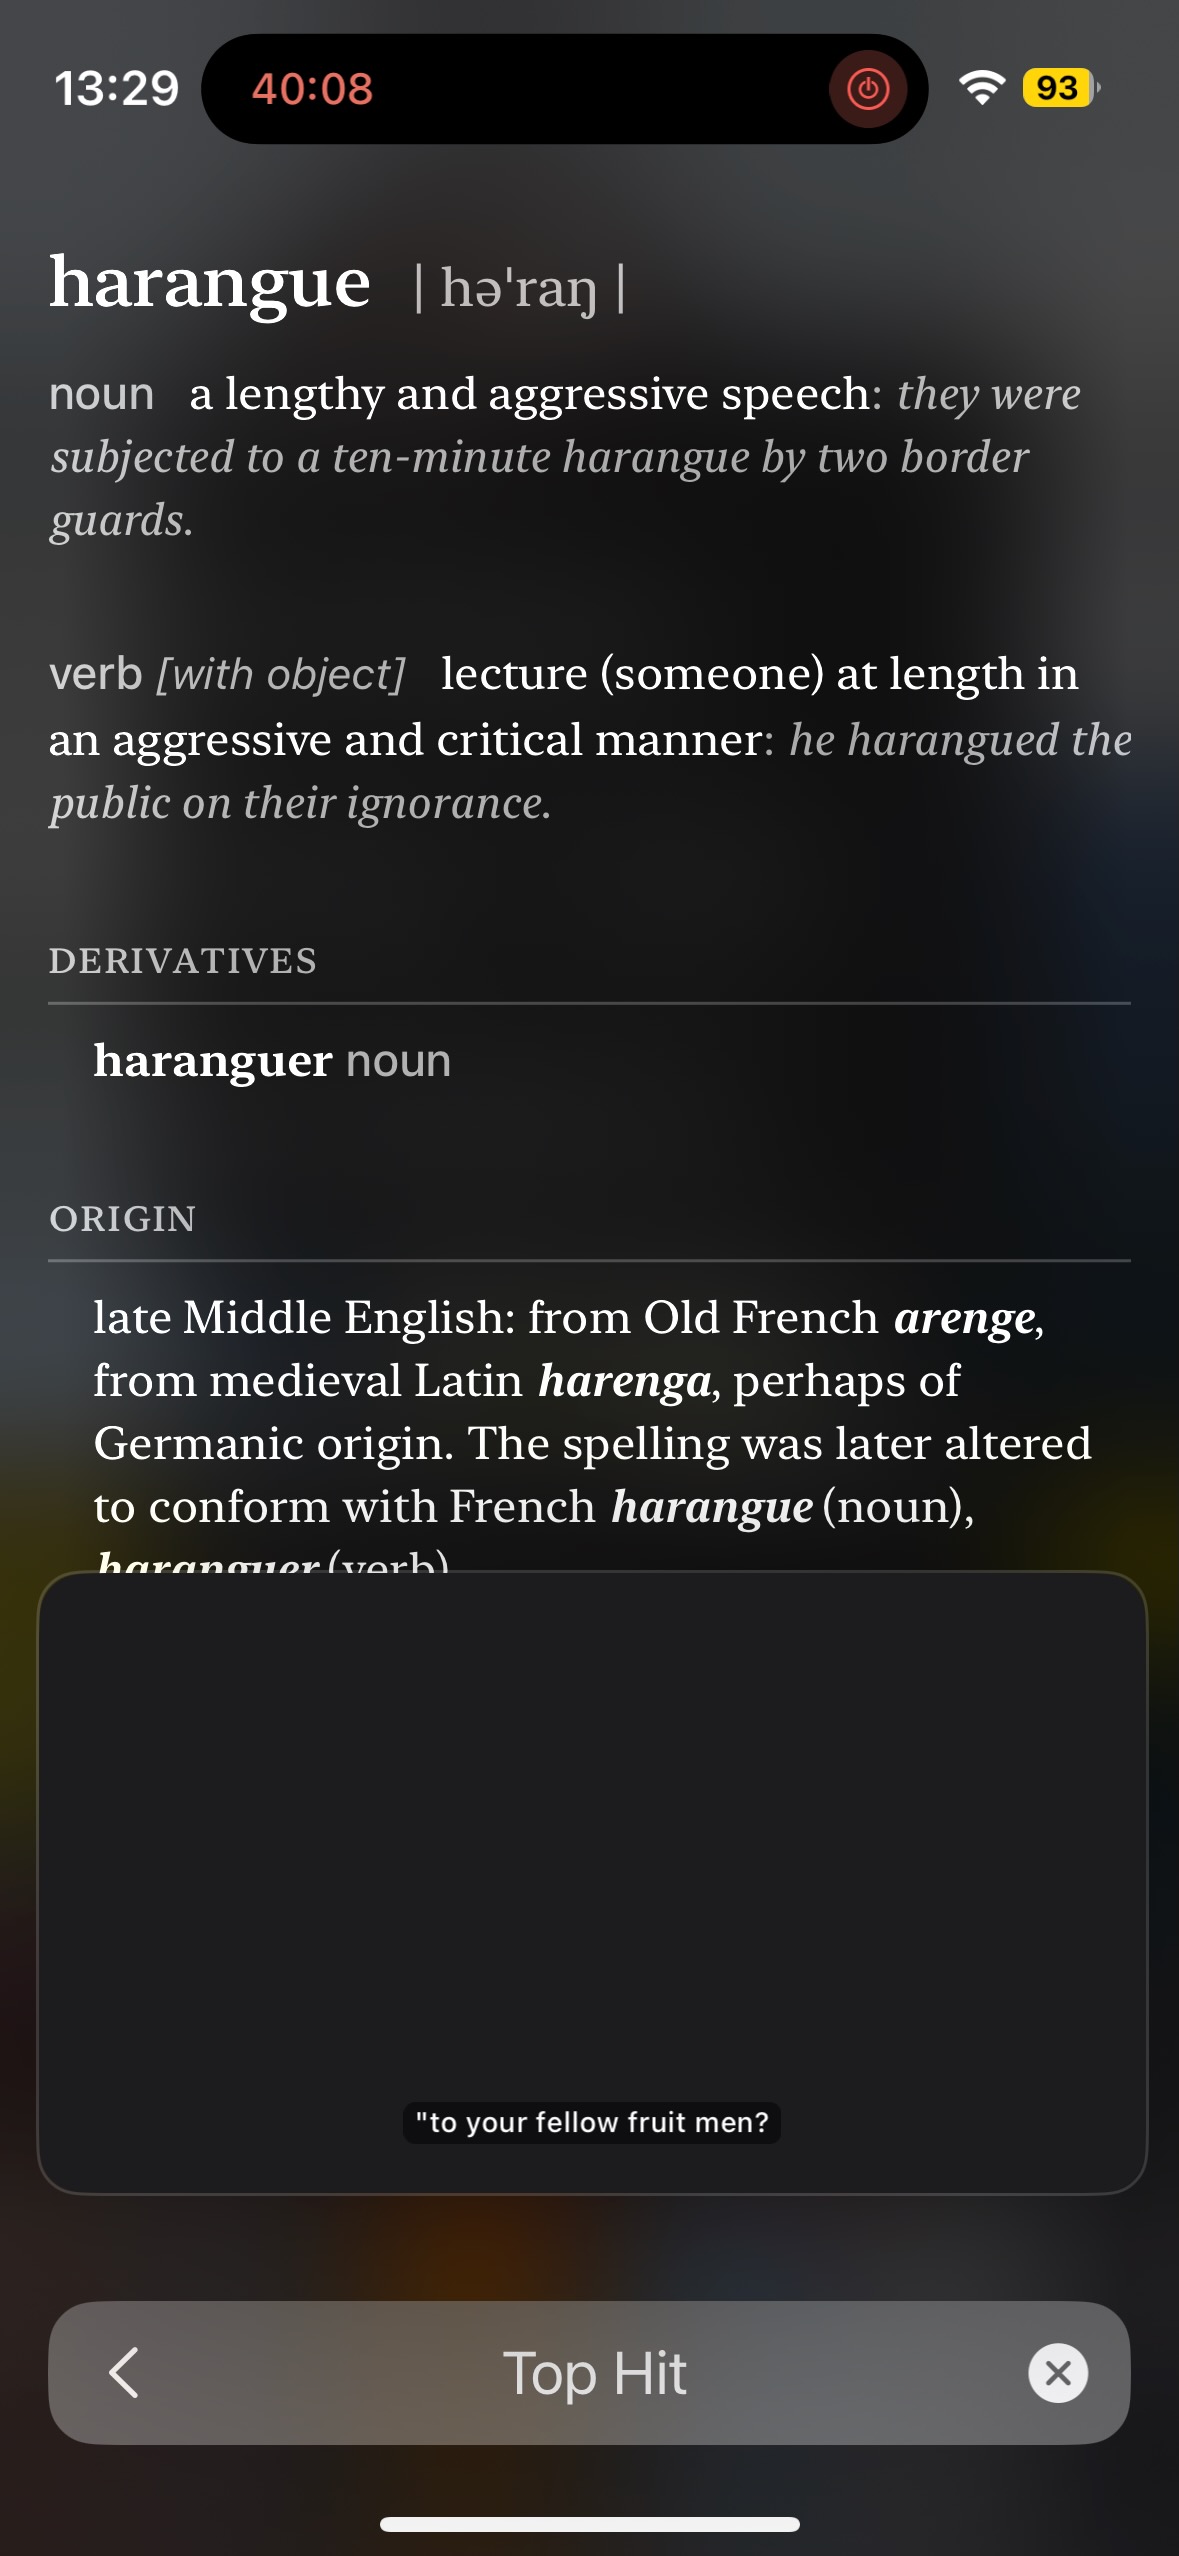 13:29
40:08
93
harangue | həˈraŋ |
noun a lengthy and aggressive speech: they were
subjected to a ten-minute harangue by two border
guards.
verb [with object] lecture (someone) at length in
an aggressive and critical manner: he harangued the
public on their ignorance.
DERIVATIVES
haranguer noun
ORIGIN
late Middle English: from Old French arenge,
from medieval Latin harenga, perhaps of
Germanic origin. The spelling was later altered
to conform with French harangue (noun),
haranguer (verb)
"to your fellow fruit men?
Top Hit